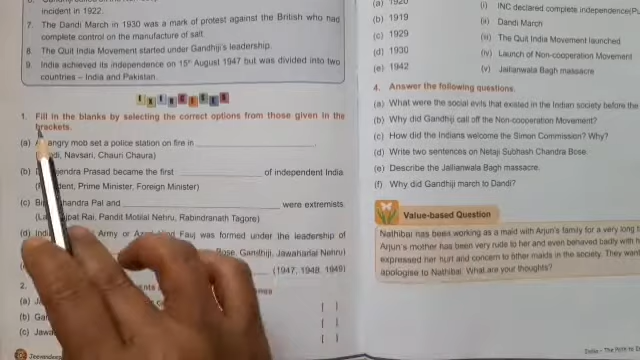 incident in 1922.
7. The Dandi March in 1930 was a mark of protest against the British who had
complete control on the manufacture of salt.
8. The Quit India Movement started under Gandhiji's leadership.
9. India achieved its independence on 15th August 1947 but was divided into two
countries – India and Pakistan.
1. Fill in the blanks by selecting the correct options from those given in the
brackets.
(a) angry mob set a police station on fire in ____________.
Navsari, Chauri Chaura)
(b) Prasad became the first ____________ of independent India.
Prime Minister, Foreign Minister)
(c) Chandra Pal and ____________ were extremists.
Rai, Pandit Motilal Nehru, Rabindranath Tagore)
(d) Army or Fauj was formed under the leadership of
Bose, Gandhiji, Jawaharlal Nehru)
(1947, 1948, 1949)
2.
(a) [ ]
(b) [ ]
(c) [ ]
(a) 1920 (i) INC declared complete independence
(b) 1919 (ii) Dandi March
(c) 1929 (iii) The Quit India Movement launched
(d) 1930 (iv) Launch of Non-cooperation Movement
(e) 1942 (v) Jallianwala Bagh massacre
4. Answer the following questions.
(a) What were the social evils that existed in the Indian society before the
(b) Why did Gandhiji call off the Non-cooperation Movement?
(c) How did the Indians welcome the Simon Commission? Why?
(d) Write two sentences on Netaji Subhash Chandra Bose.
(e) Describe the Jallianwala Bagh massacre.
(f) Why did Gandhiji march to Dandi?
Value-based Question
Nathibai has been working as a maid with Arjun's family for a very long
Arjun's mother has been very rude to her and even behaved badly with
expressed her hurt and concern to other maids in the society. They want
apologise to Nathibai. What are your thoughts?